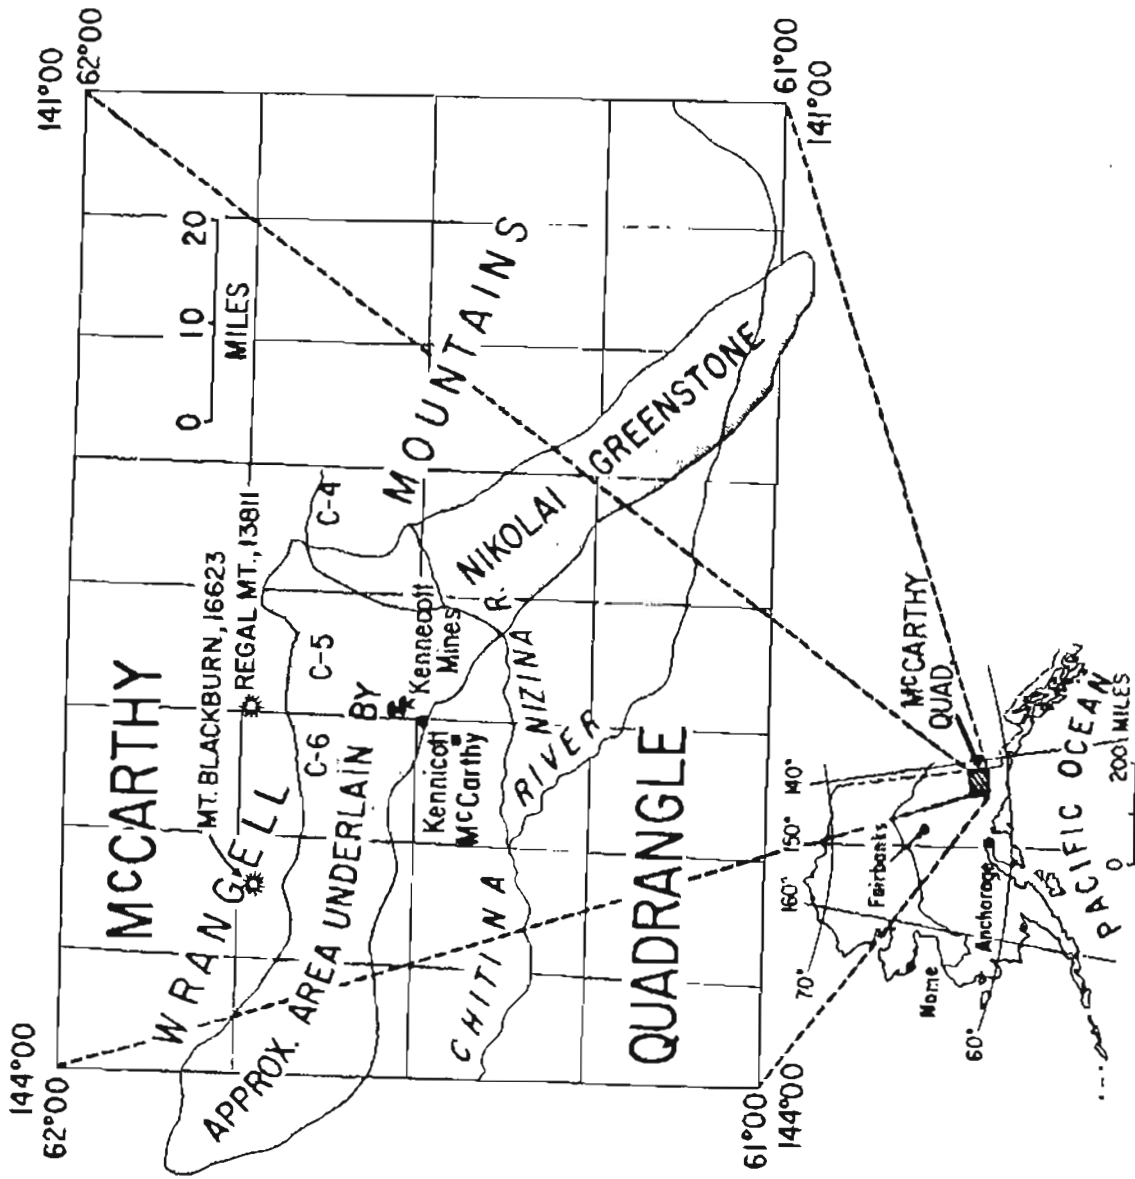 144°00
62°00
141°00
62°00
McCARTHY
0 10 20
MILES
MT. BLACKBURN, 16623
REGAL MT., 13811
WRANGELL
MOUNTAINS
C-6
C-5
C-4
APPROX. AREA UNDERLAIN BY
NIKOLAI GREENSTONE
Kennecott
Mines
Kennicott
McCarthy
NIZINA R.
CHITINA RIVER
QUADRANGLE
61°00
144°00
61°00
141°00
McCARTHY
QUAD.
160°
150°
140°
70°
60°
Fairbanks
Nome
Anchorage
PACIFIC OCEAN
0 200 MILES